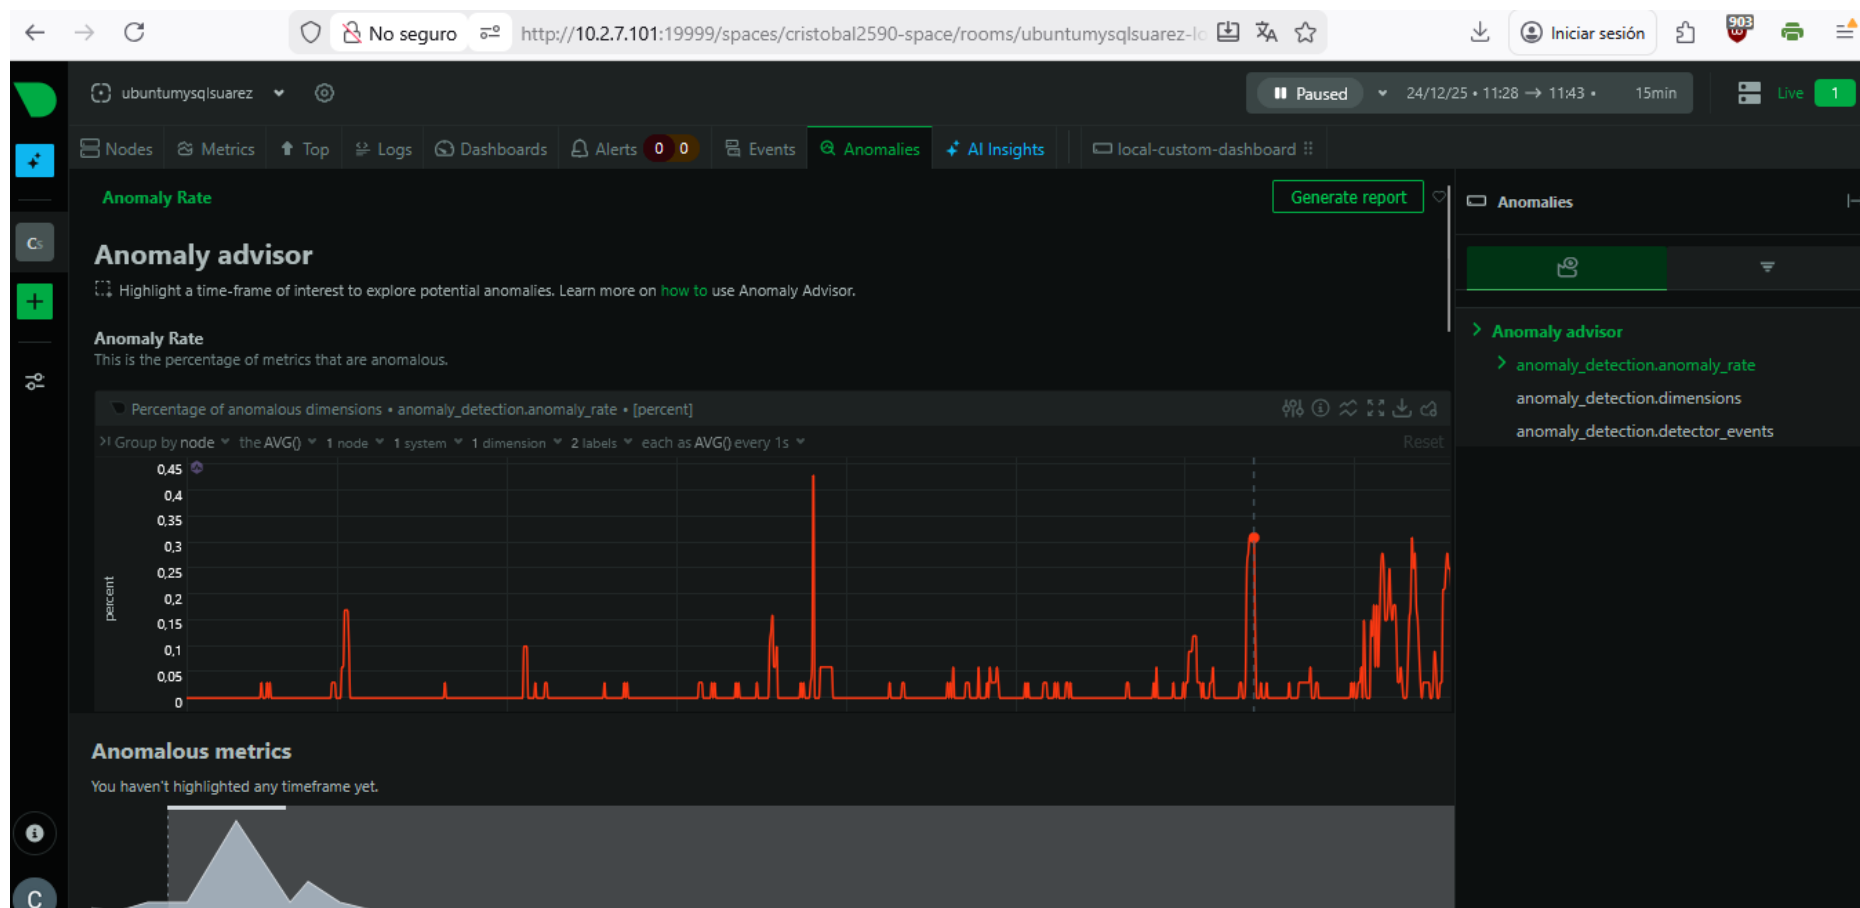 No seguro http://10.2.7.101:19999/spaces/cristobal2590-space/rooms/ubuntumysqlsuarez-lo Iniciar sesión 903
ubuntumysqlsuarez Paused 24/12/25 • 11:28 → 11:43 • 15min Live 1
Nodes Metrics Top Logs Dashboards Alerts 0 0 Events Anomalies AI Insights local-custom-dashboard
Anomaly Rate Generate report Anomalies
Cs
Anomaly advisor
Highlight a time-frame of interest to explore potential anomalies. Learn more on how to use Anomaly Advisor.
Anomaly Rate
This is the percentage of metrics that are anomalous.
Percentage of anomalous dimensions • anomaly_detection.anomaly_rate • [percent]
Group by node the AVG() 1 node 1 system 1 dimension 2 labels each as AVG() every 1s Reset
0,45
0,4
0,35
0,3
0,25
0,2
0,15
0,1
0,05
0
percent
Anomalous metrics
You haven't highlighted any timeframe yet.
C
Anomaly advisor
anomaly_detection.anomaly_rate
anomaly_detection.dimensions
anomaly_detection.detector_events